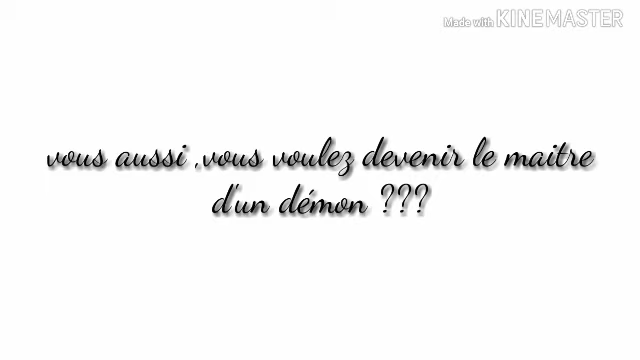 Made with KINEMASTER
vous aussi ,vous voulez devenir le maitre
d'un démon ???